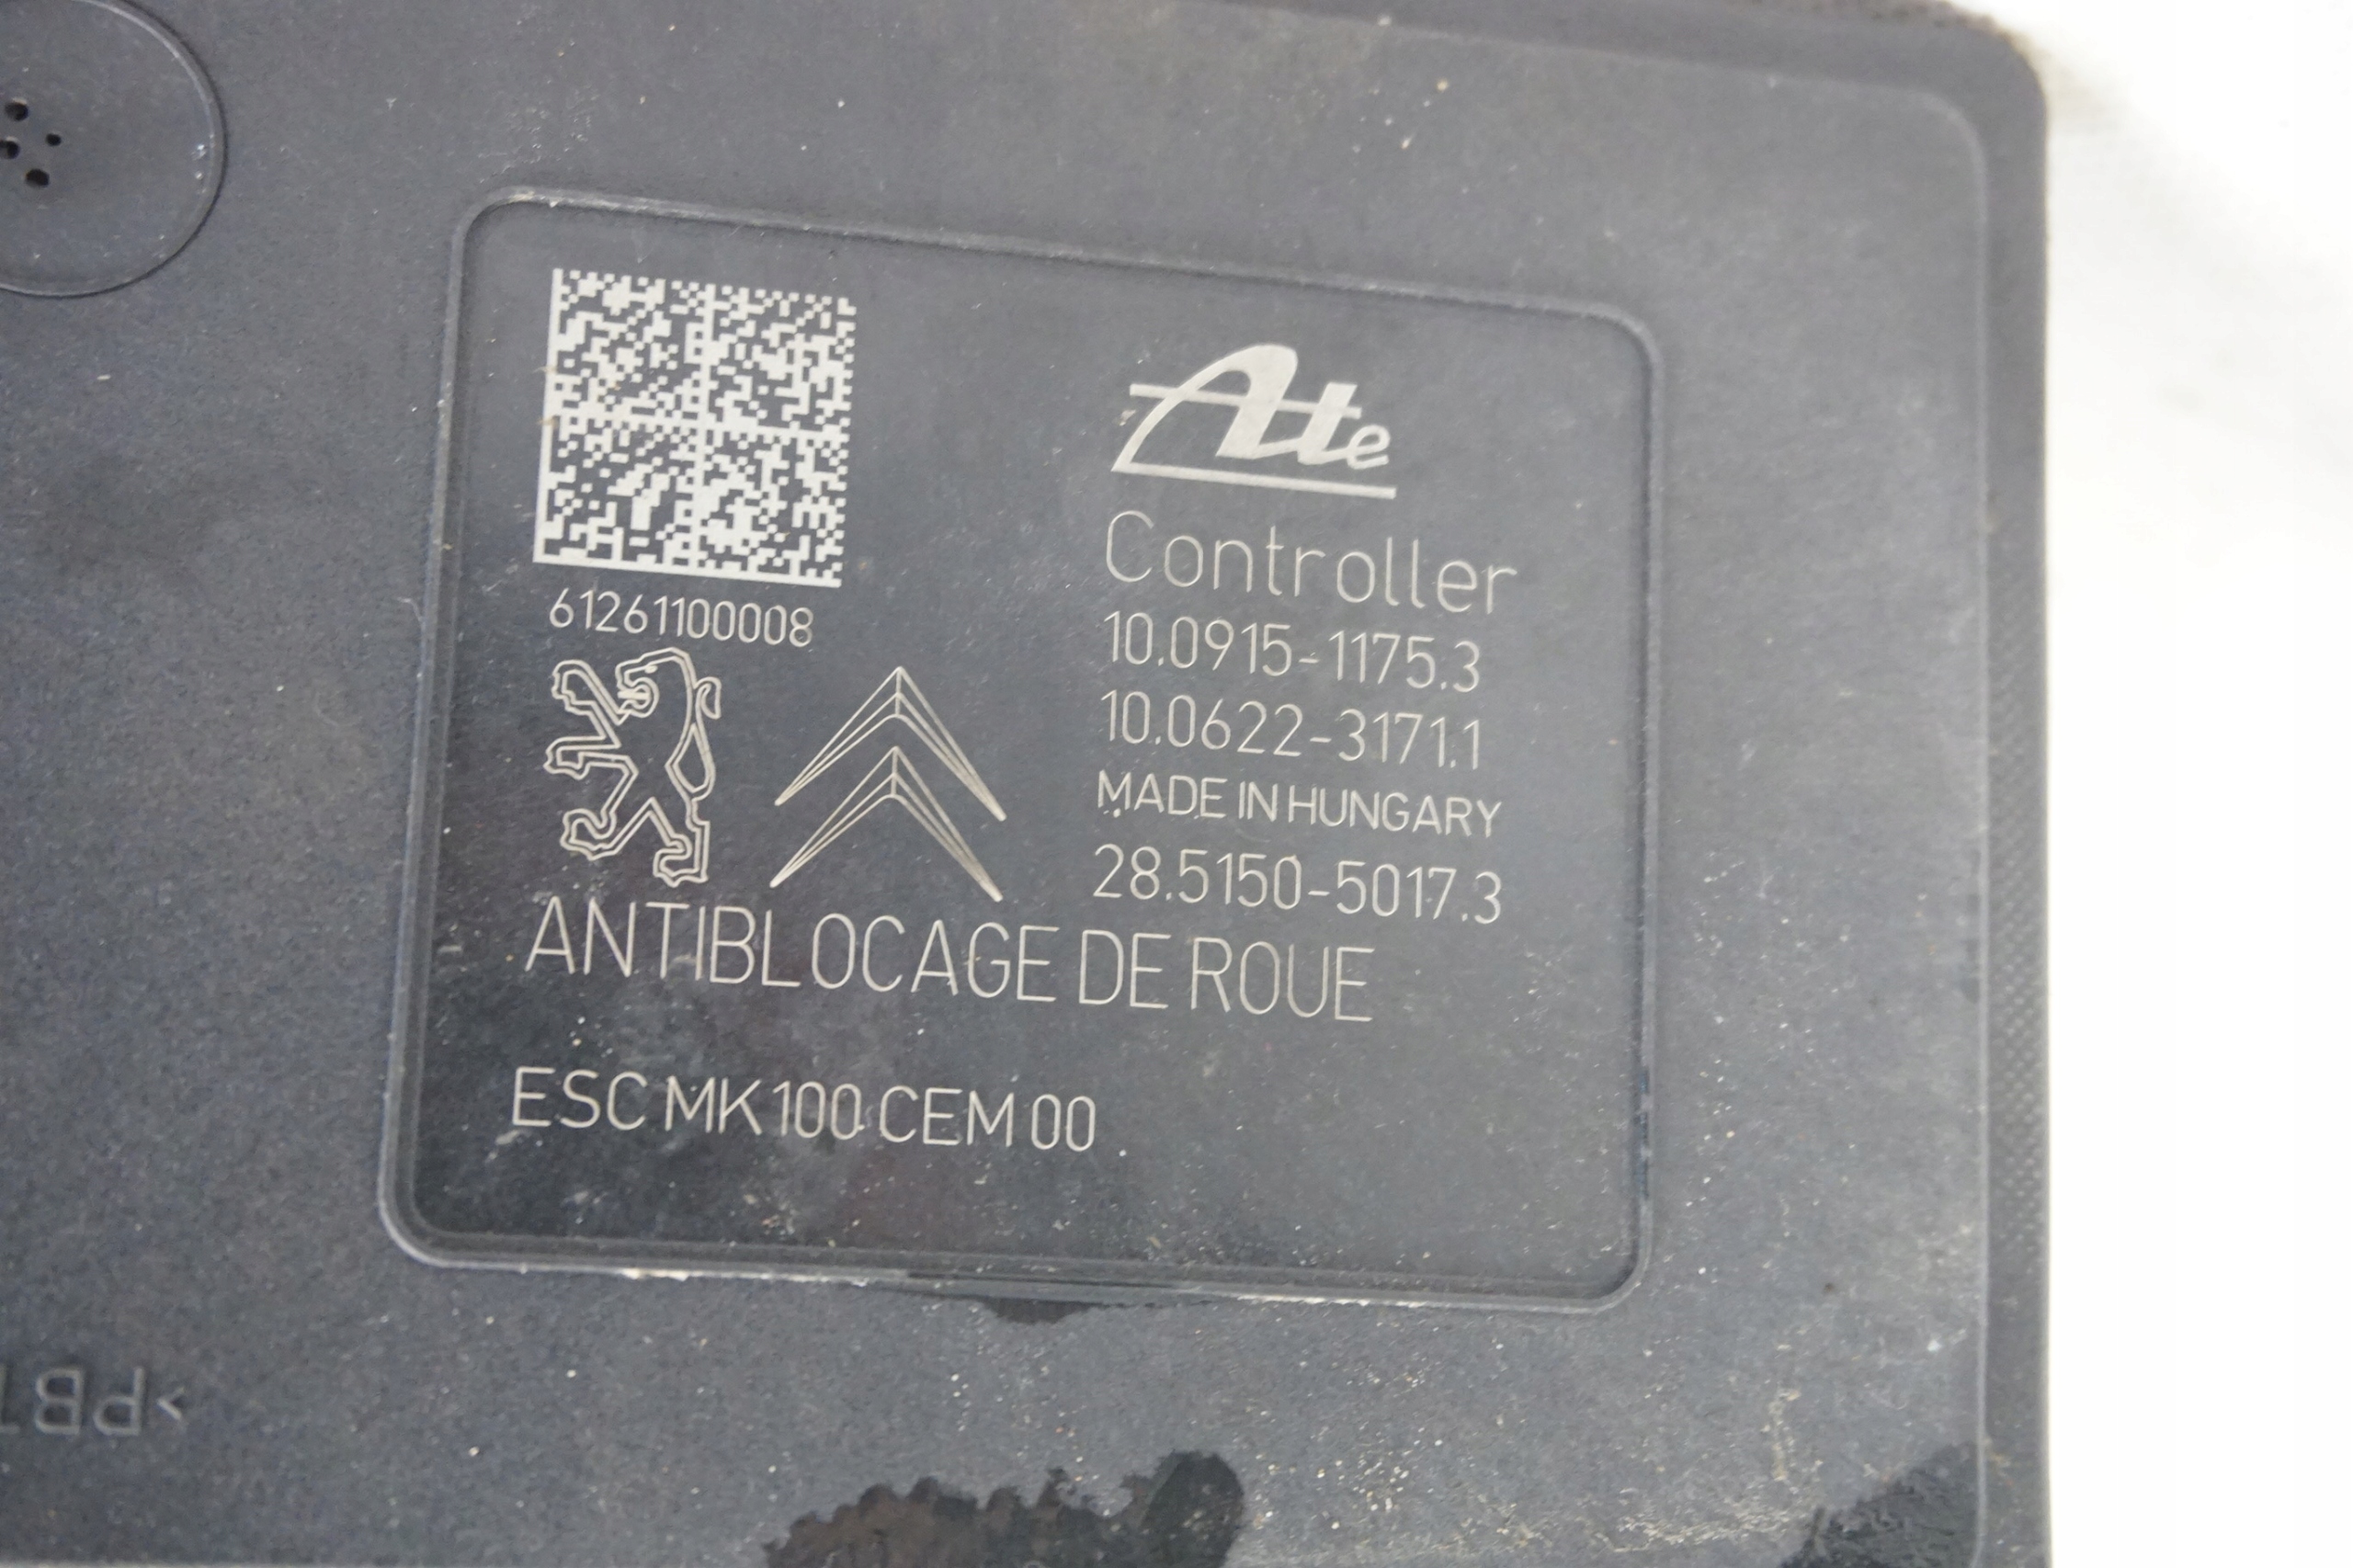 61261100008
Ate
Controller
10.0915-1175.3
10.0622-3171.1
MADE IN HUNGARY
28.5150-5017.3
ANTIBLOCAGE DE ROUE
ESC MK100 CEM 00
>PB